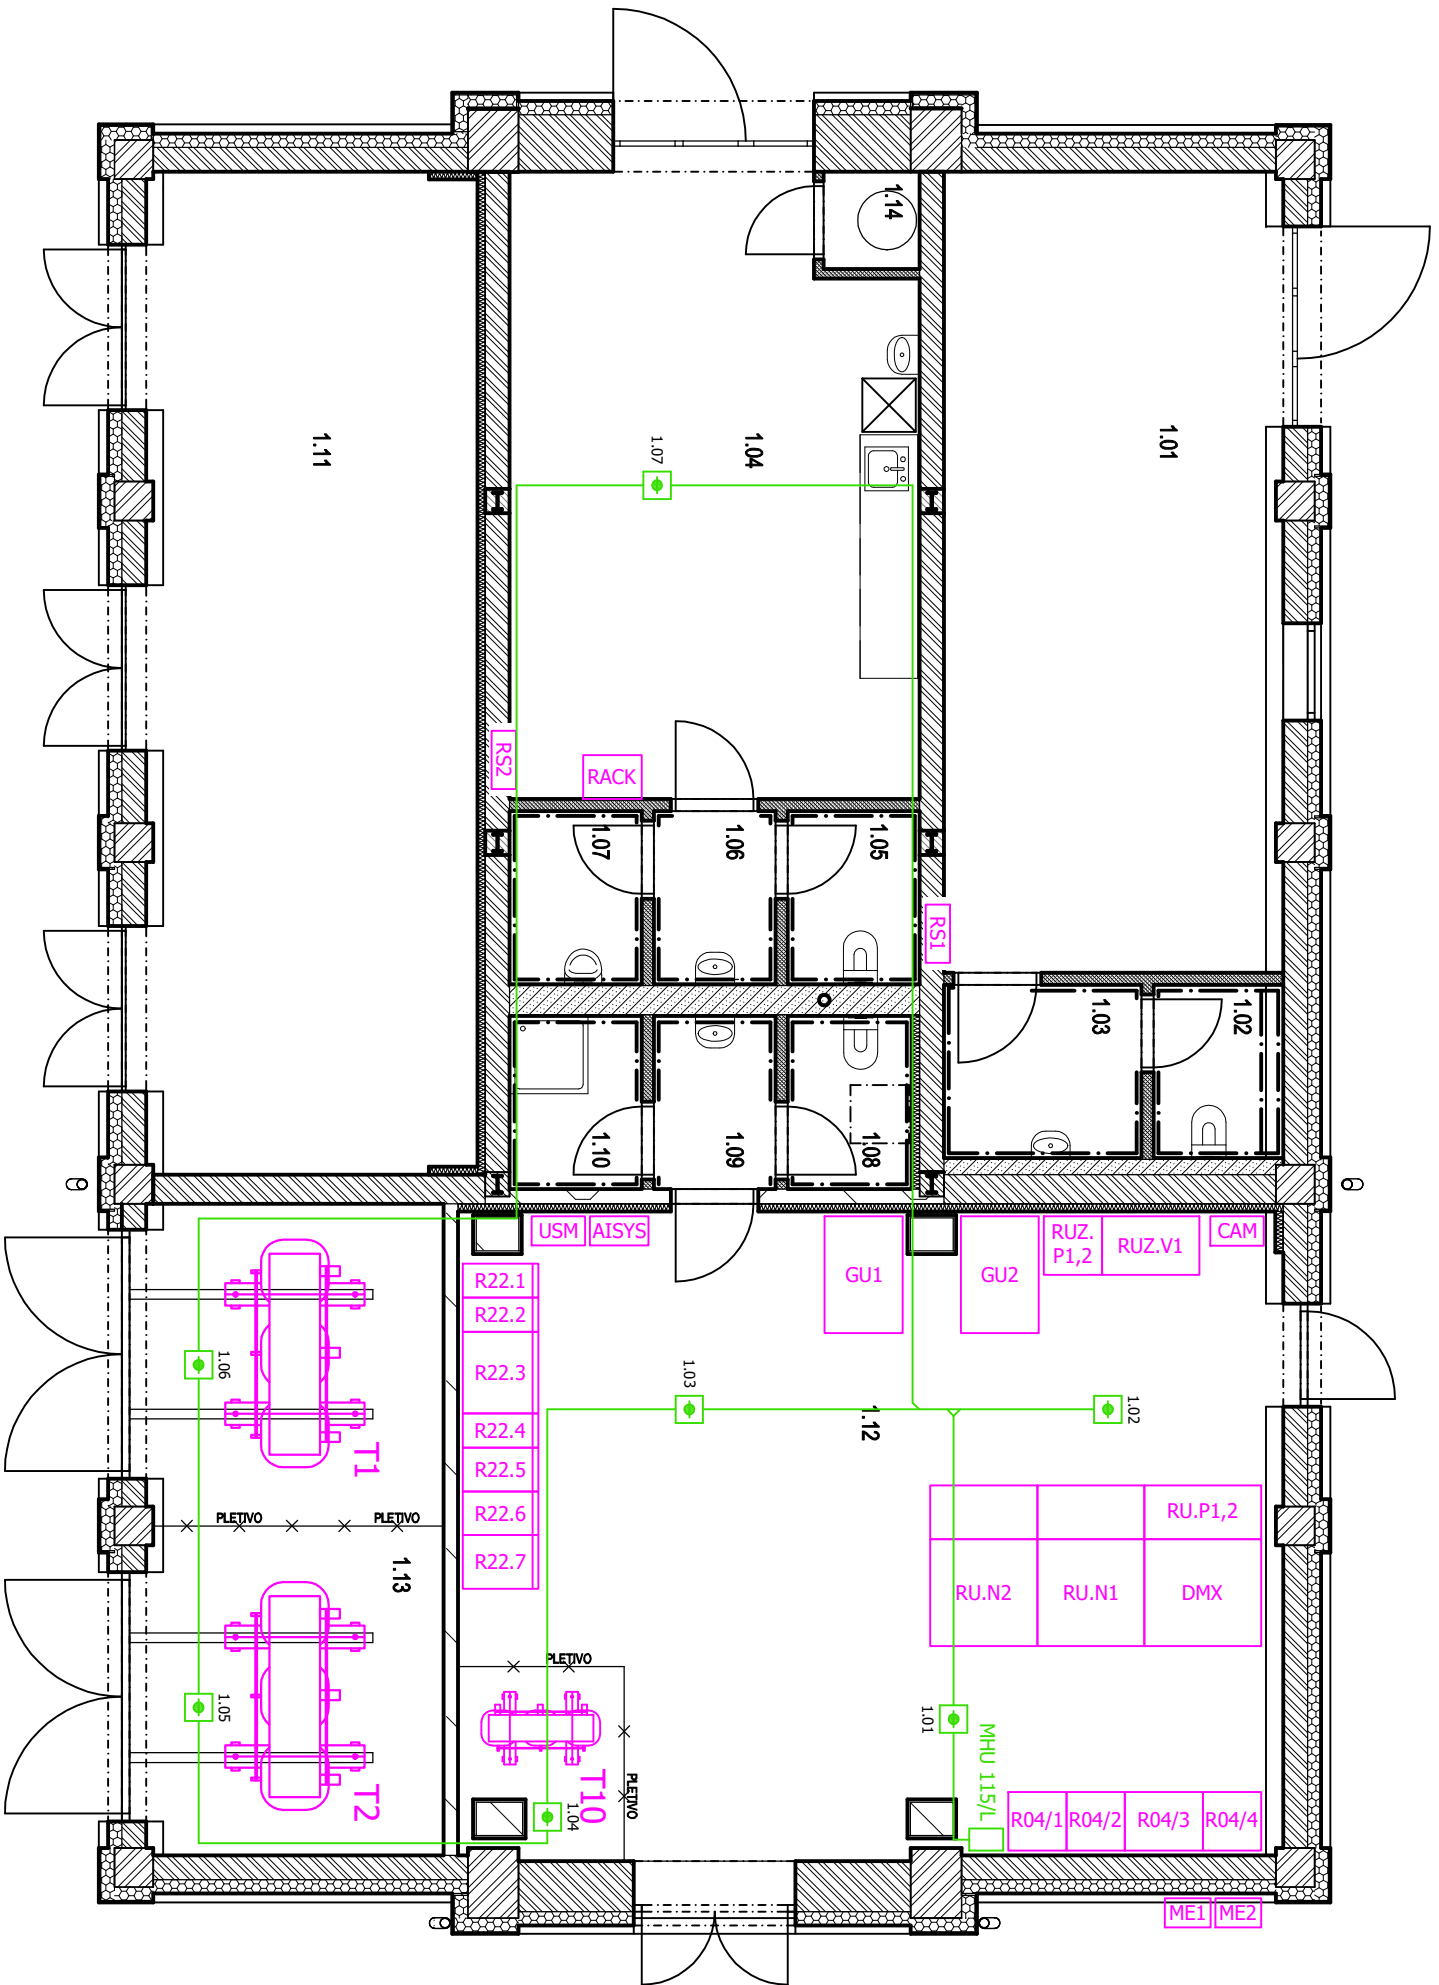 1.14
1.01
1.04
1.11
1.07
RS2
RACK
1.07
1.06
1.05
RS1
1.03
1.02
1.10
1.09
1.08
USM
AISYS
GU1
GU2
RUZ.
P1,2
RUZ.V1
CAM
R22.1
R22.2
R22.3
R22.4
R22.5
R22.6
R22.7
1.06
T1
1.03
1.12
1.02
PLETIVO
PLETIVO
1.13
RU.P1,2
RU.N2
RU.N1
DMX
PLETIVO
1.05
T2
T10
PLETIVO
1.04
1.01
MHU 115/L
R04/1
R04/2
R04/3
R04/4
ME1
ME2